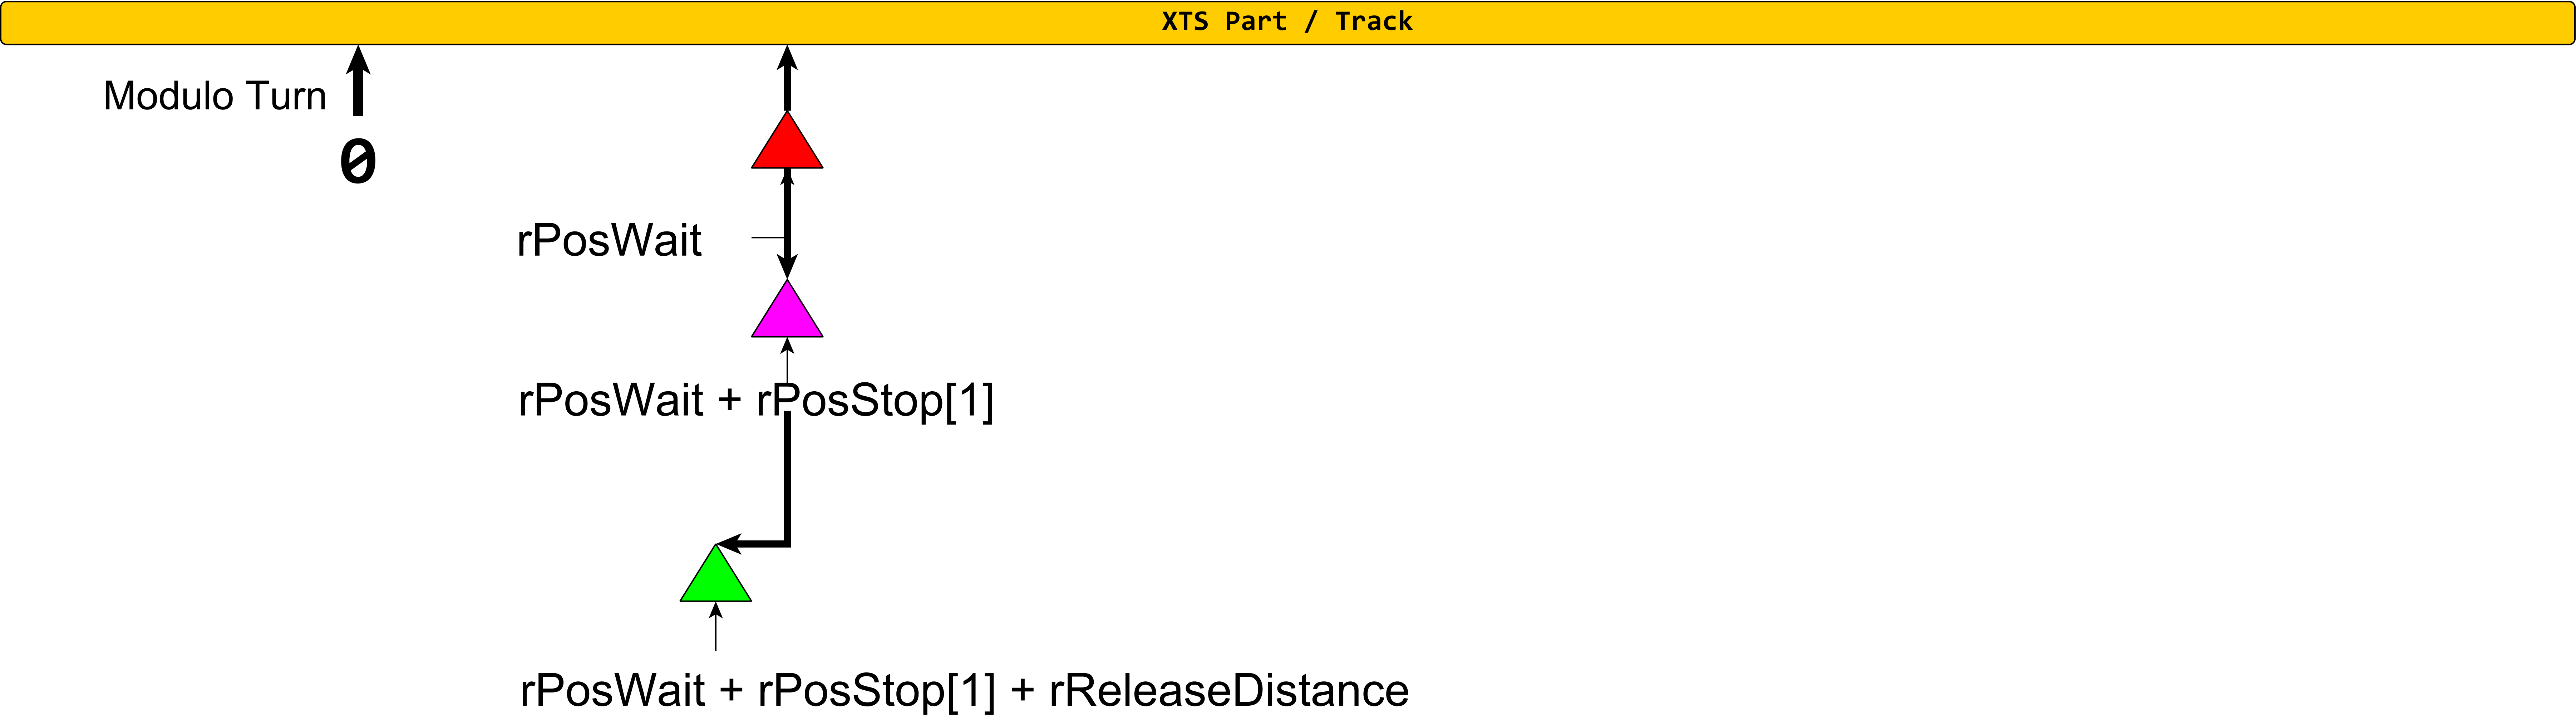 XTS Part / Track
Modulo Turn
0
rPosWait
rPosWait + rPosStop[1]
rPosWait + rPosStop[1] + rReleaseDistance